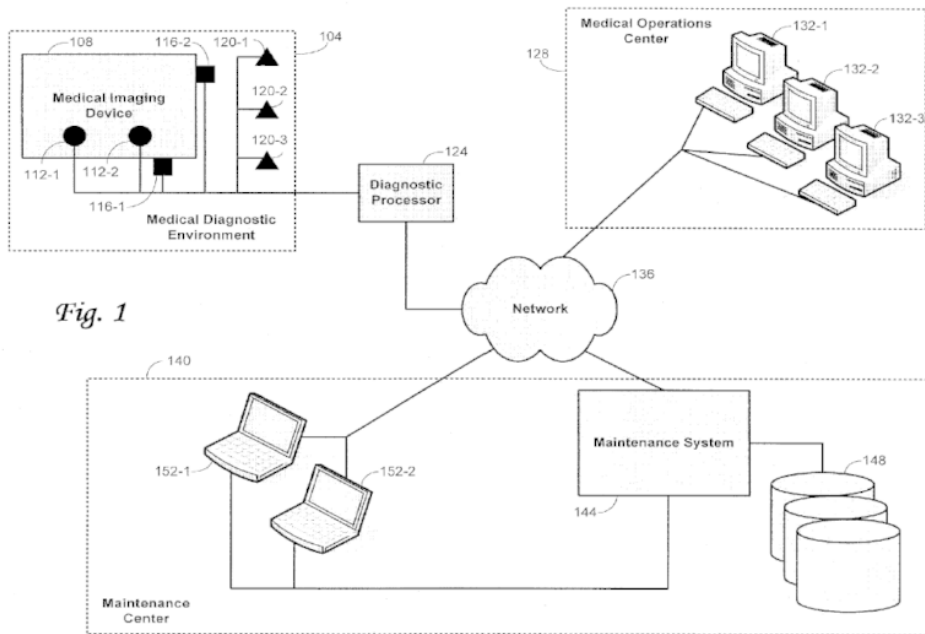 108
116-2
120-1
104
Medical Imaging
Device
120-2
120-3
112-1
112-2
116-1
Medical Diagnostic
Environment
124
Diagnostic
Processor
Medical Operations
Center
128
132-1
132-2
132-3
136
Network
Fig. 1
140
152-1
152-2
Maintenance System
144
148
Maintenance
Center